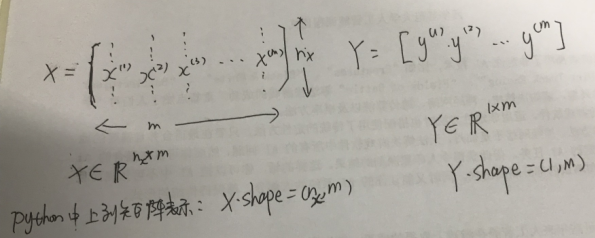 X = [ x^(1) x^(2) x^(3) ... x^(m) ] n_x
Y = [ y^(1) y^(2) ... y^(m) ]
m
X ∈ ℝ^{n_x × m}
Y ∈ ℝ^{1×m}
python中上列矩阵表示: X.shape = (n_x, m)
Y.shape = (1, m)